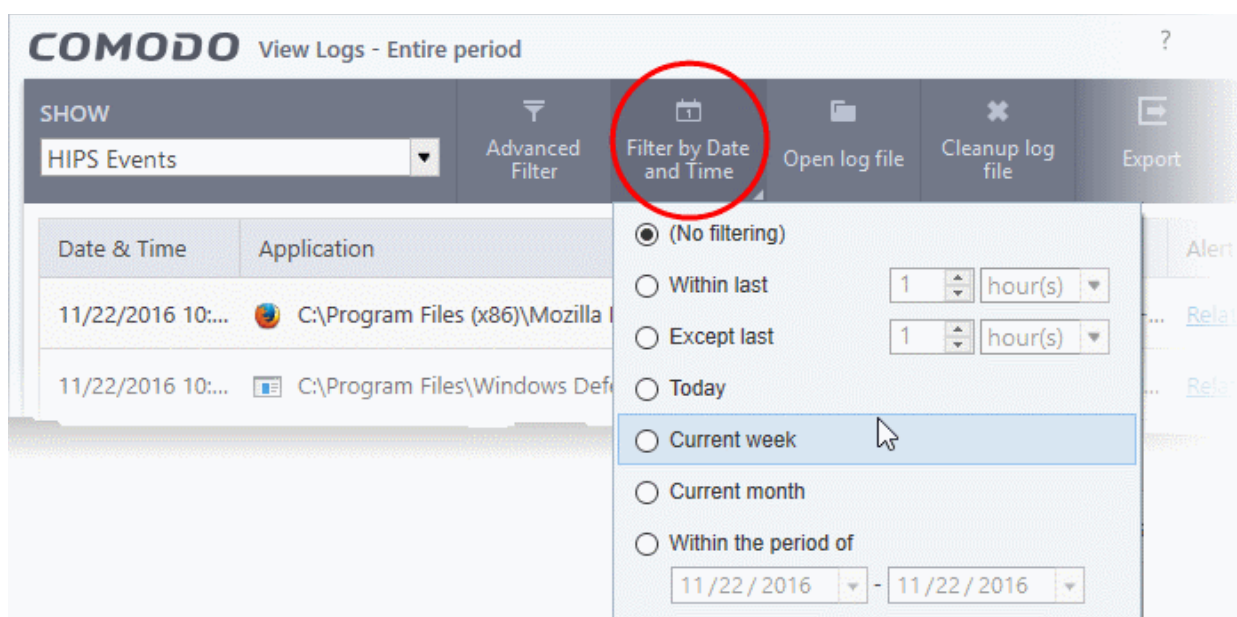 COMODO View Logs - Entire period ?
SHOW
HIPS Events
Advanced
Filter
Filter by Date
and Time
Open log file
Cleanup log
file
Export
Date & Time Application Alert
11/22/2016 10:... C:\Program Files (x86)\Mozilla ... Relat
11/22/2016 10:... C:\Program Files\Windows Defe ... Relat
(No filtering)
Within last 1 hour(s)
Except last 1 hour(s)
Today
Current week
Current month
Within the period of
11/22/2016 - 11/22/2016